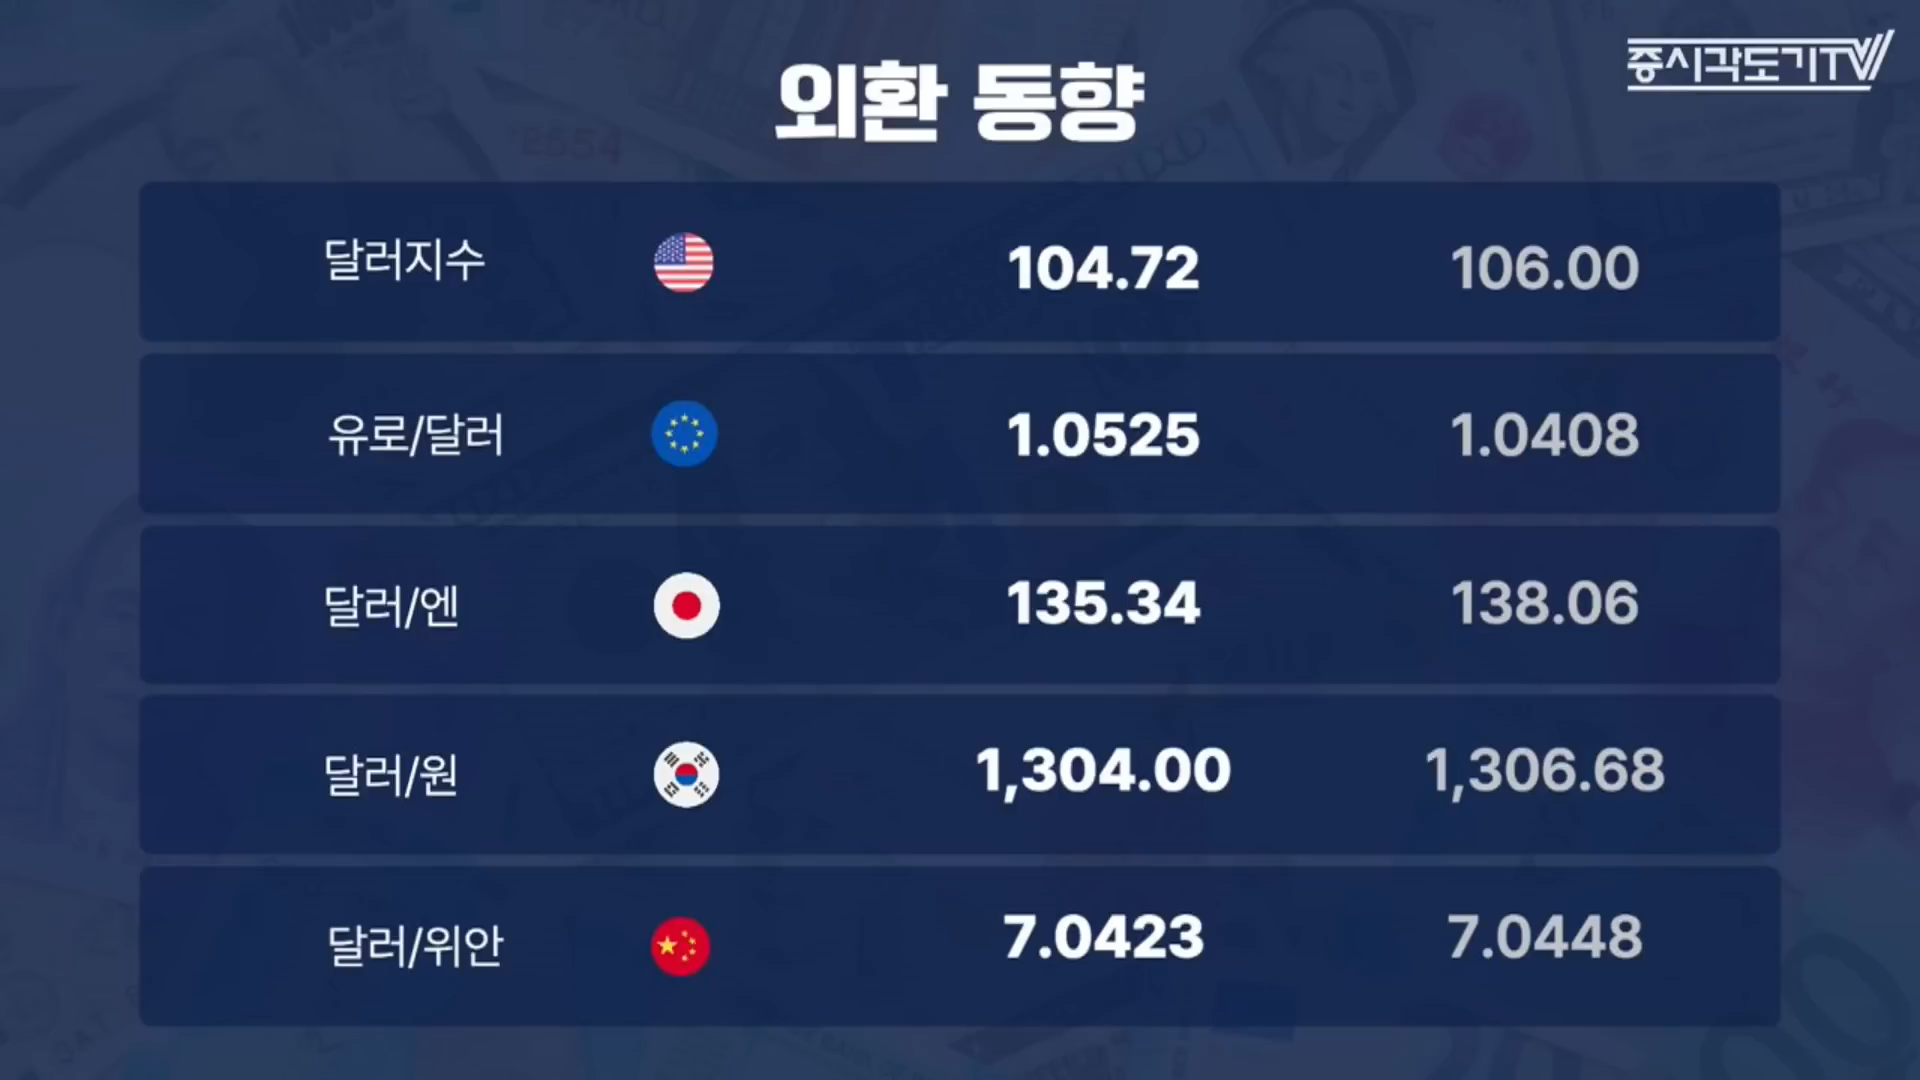 증시각도기TV
외환 동향
달러지수 104.72 106.00
유로/달러 1.0525 1.0408
달러/엔 135.34 138.06
달러/원 1,304.00 1,306.68
달러/위안 7.0423 7.0448